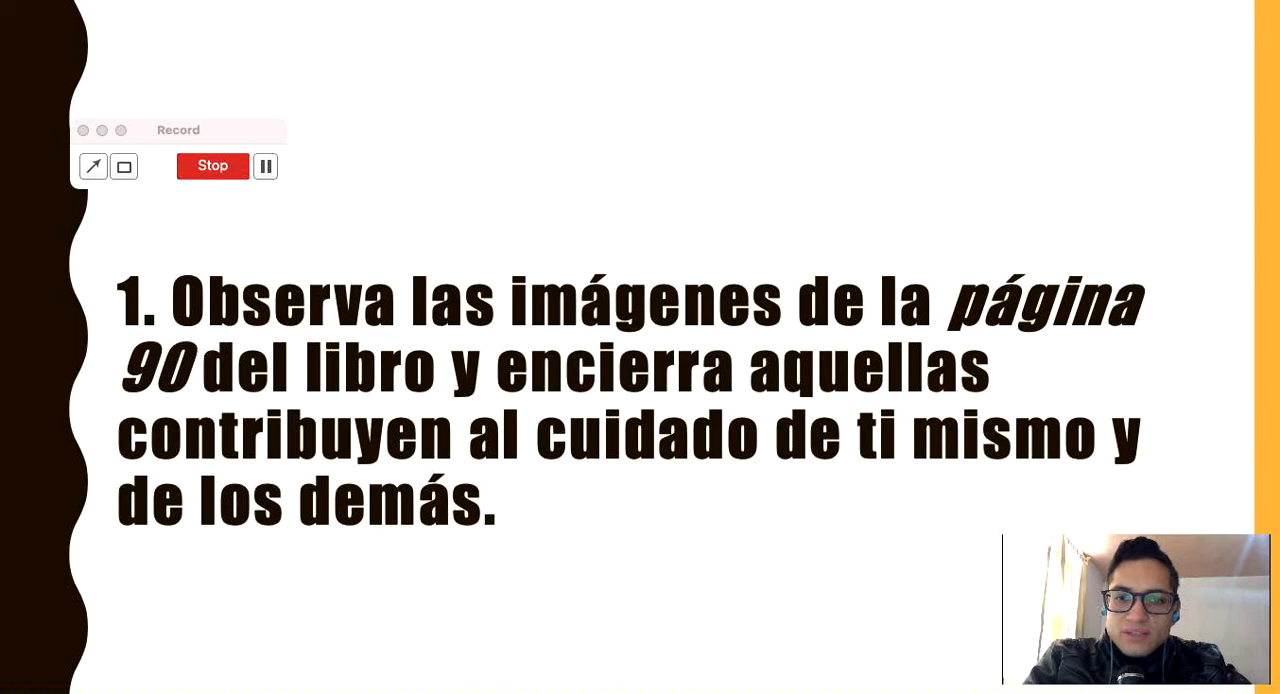 Record
Stop
1. Observa las imágenes de la página
90 del libro y encierra aquellas
contribuyen al cuidado de ti mismo y
de los demás.